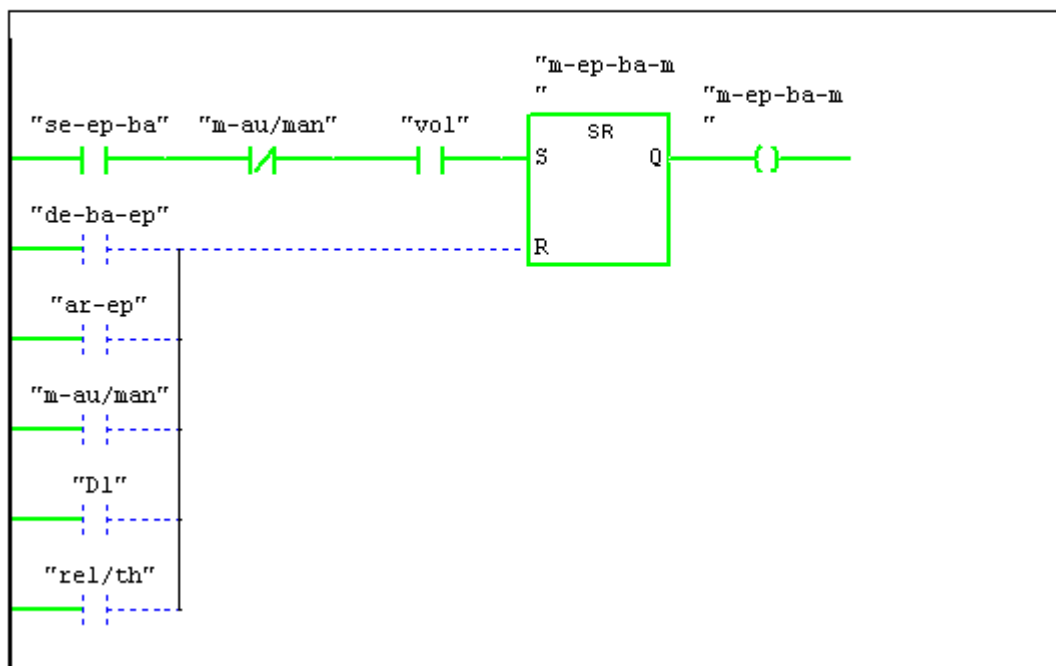 "m-ep-ba-m
"
"m-ep-ba-m
"
"se-ep-ba" "m-au/man" "vol"
SR
S Q
"de-ba-ep"
R
"ar-ep"
"m-au/man"
"D1"
"rel/th"